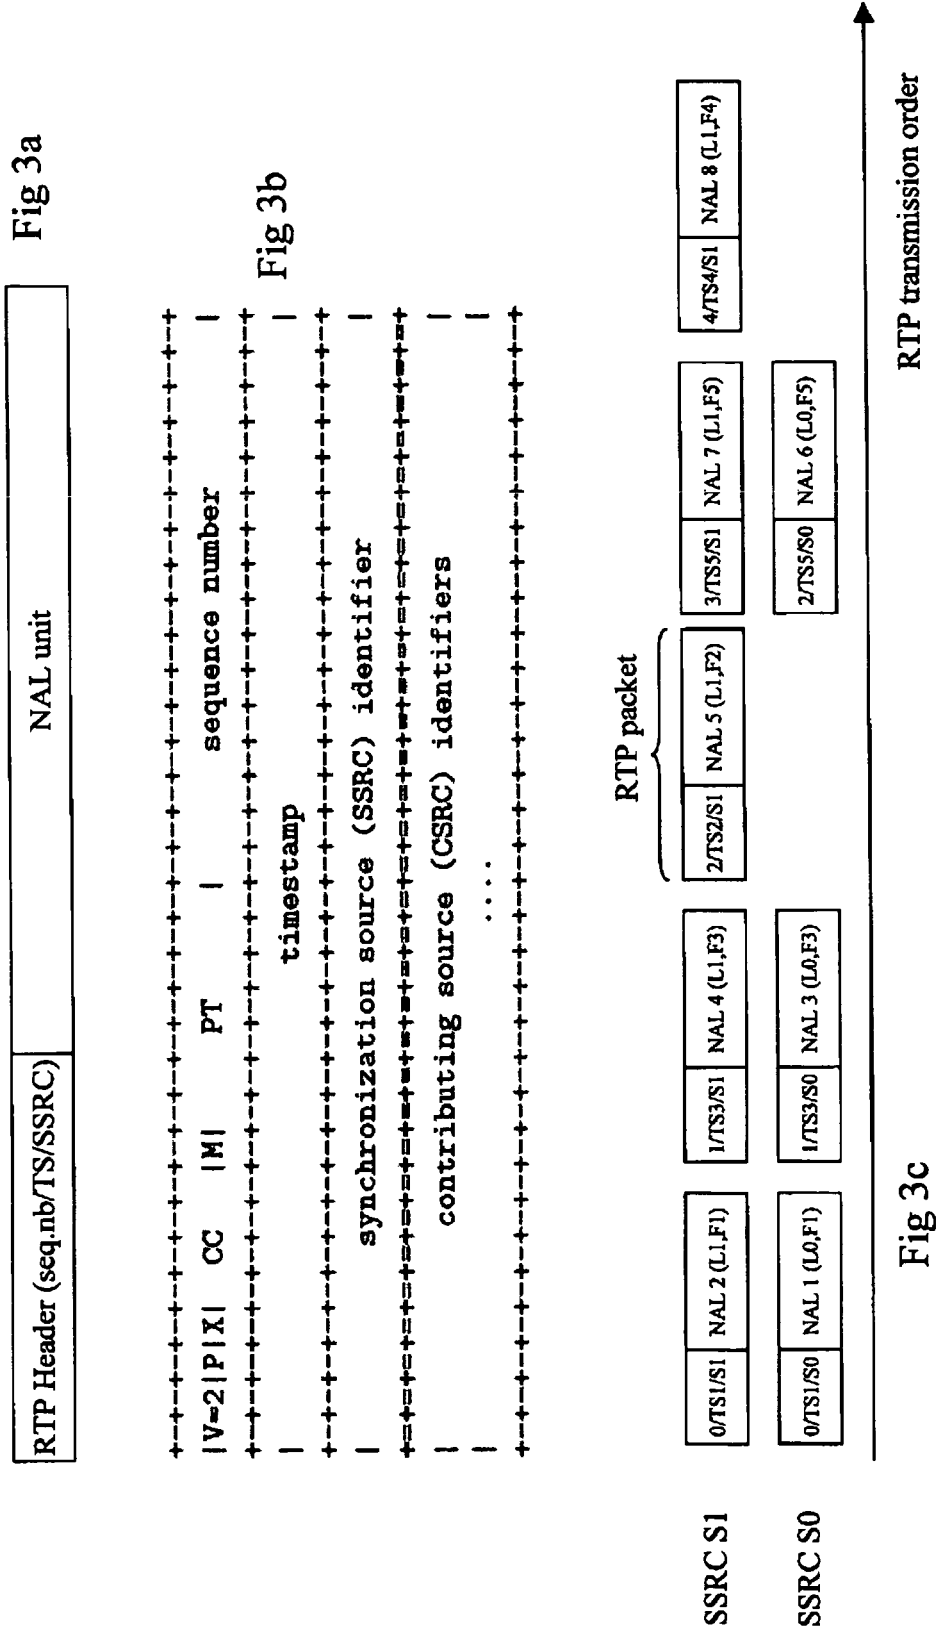 Fig 3a
RTP Header (seq.nb/TS/SSRC) NAL unit
Fig 3b
+-+-+-+-+-+-+-+-+-+-+-+-+-+-+-+-+-+-+-+-+-+-+-+-+-+-+-+-+-+-+-+-+
|V=2|P|X| CC |M| PT | sequence number |
+-+-+-+-+-+-+-+-+-+-+-+-+-+-+-+-+-+-+-+-+-+-+-+-+-+-+-+-+-+-+-+-+
| timestamp |
+-+-+-+-+-+-+-+-+-+-+-+-+-+-+-+-+-+-+-+-+-+-+-+-+-+-+-+-+-+-+-+-+
| synchronization source (SSRC) identifier |
+=+=+=+=+=+=+=+=+=+=+=+=+=+=+=+=+=+=+=+=+=+=+=+=+=+=+=+=+=+=+=+=+
| contributing source (CSRC) identifiers |
| .... |
+-+-+-+-+-+-+-+-+-+-+-+-+-+-+-+-+-+-+-+-+-+-+-+-+-+-+-+-+-+-+-+-+
RTP packet
SSRC S1 0/TS1/S1 NAL 2 (L1,F1) 1/TS3/S1 NAL 4 (L1,F3) 2/TS2/S1 NAL 5 (L1,F2) 3/TS5/S1 NAL 7 (L1,F5) 4/TS4/S1 NAL 8 (L1,F4)
SSRC S0 0/TS1/S0 NAL 1 (L0,F1) 1/TS3/S0 NAL 3 (L0,F3) 2/TS5/S0 NAL 6 (L0,F5)
RTP transmission order
Fig 3c